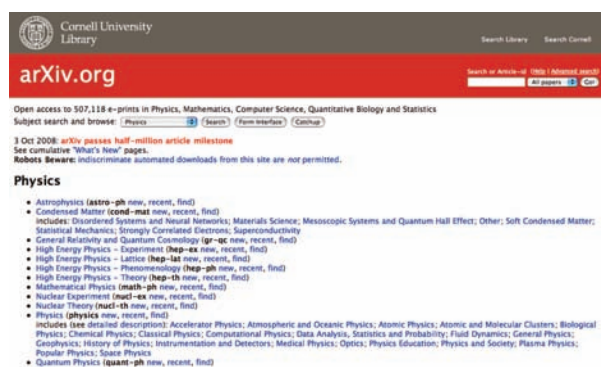 Cornell University
Library
Search Library Search Cornell
arXiv.org
Search or Article-id (Help | Advanced search)
All papers Go!
Open access to 507,118 e-prints in Physics, Mathematics, Computer Science, Quantitative Biology and Statistics
Subject search and browse: Physics Search Form Interface Catchup
3 Oct 2008: arXiv passes half-million article milestone
See cumulative "What's New" pages.
Robots Beware: indiscriminate automated downloads from this site are not permitted.
Physics
• Astrophysics (astro-ph new, recent, find)
• Condensed Matter (cond-mat new, recent, find)
includes: Disordered Systems and Neural Networks; Materials Science; Mesoscopic Systems and Quantum Hall Effect; Other; Soft Condensed Matter;
Statistical Mechanics; Strongly Correlated Electrons; Superconductivity
• General Relativity and Quantum Cosmology (gr-qc new, recent, find)
• High Energy Physics - Experiment (hep-ex new, recent, find)
• High Energy Physics - Lattice (hep-lat new, recent, find)
• High Energy Physics - Phenomenology (hep-ph new, recent, find)
• High Energy Physics - Theory (hep-th new, recent, find)
• Mathematical Physics (math-ph new, recent, find)
• Nuclear Experiment (nucl-ex new, recent, find)
• Nuclear Theory (nucl-th new, recent, find)
• Physics (physics new, recent, find)
includes (see detailed description): Accelerator Physics; Atmospheric and Oceanic Physics; Atomic Physics; Atomic and Molecular Clusters; Biological
Physics; Chemical Physics; Classical Physics; Computational Physics; Data Analysis, Statistics and Probability; Fluid Dynamics; General Physics;
Geophysics; History of Physics; Instrumentation and Detectors; Medical Physics; Optics; Physics Education; Physics and Society; Plasma Physics;
Popular Physics; Space Physics
• Quantum Physics (quant-ph new, recent, find)